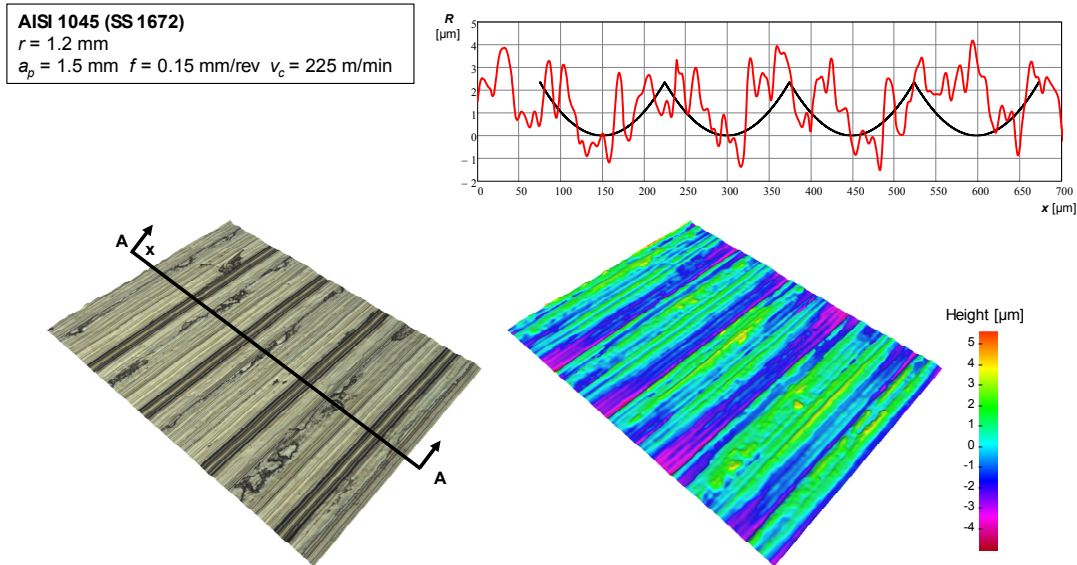 AISI 1045 (SS 1672)
r = 1.2 mm
aₚ = 1.5 mm f = 0.15 mm/rev v_c = 225 m/min
R
[µm]
5
4
3
2
1
0
– 1
– 2
0 50 100 150 200 250 300 350 400 450 500 550 600 650 700
x [µm]
A
x
A
Height [µm]
5
4
3
2
1
0
-1
-2
-3
-4